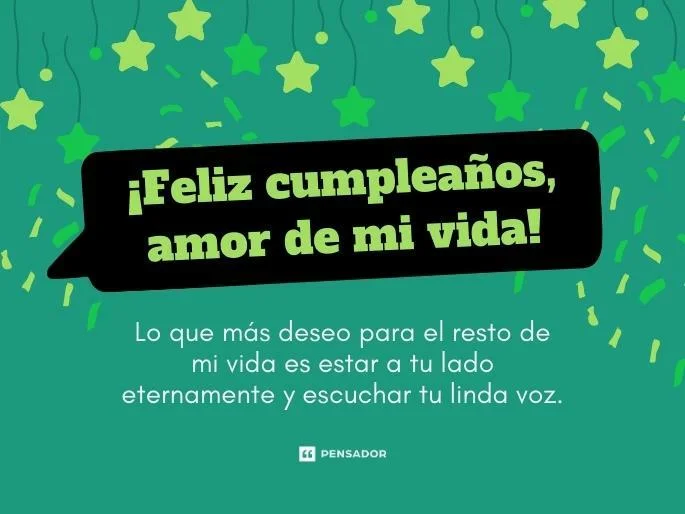 ¡Feliz cumpleaños,
amor de mi vida!
Lo que más deseo para el resto de
mi vida es estar a tu lado
eternamente y escuchar tu linda voz.
PENSADOR